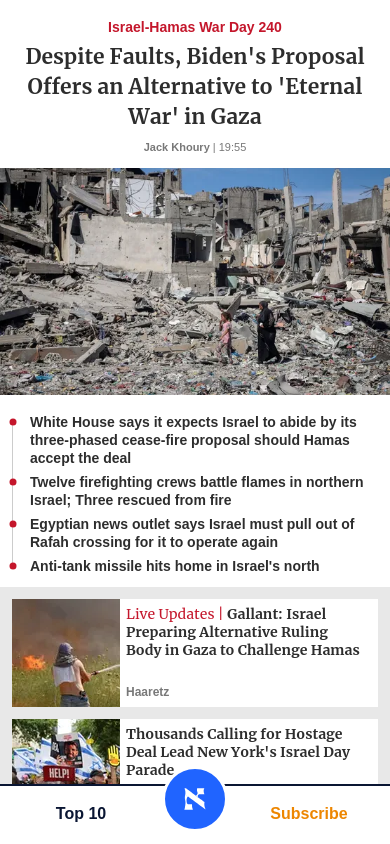 Israel-Hamas War Day 240
Despite Faults, Biden's Proposal
Offers an Alternative to 'Eternal
War' in Gaza
Jack Khoury | 19:55
White House says it expects Israel to abide by its
three-phased cease-fire proposal should Hamas
accept the deal
Twelve firefighting crews battle flames in northern
Israel; Three rescued from fire
Egyptian news outlet says Israel must pull out of
Rafah crossing for it to operate again
Anti-tank missile hits home in Israel's north
Live Updates | Gallant: Israel
Preparing Alternative Ruling
Body in Gaza to Challenge Hamas
Haaretz
HELP!
Thousands Calling for Hostage
Deal Lead New York's Israel Day
Parade
Top 10
א
Subscribe